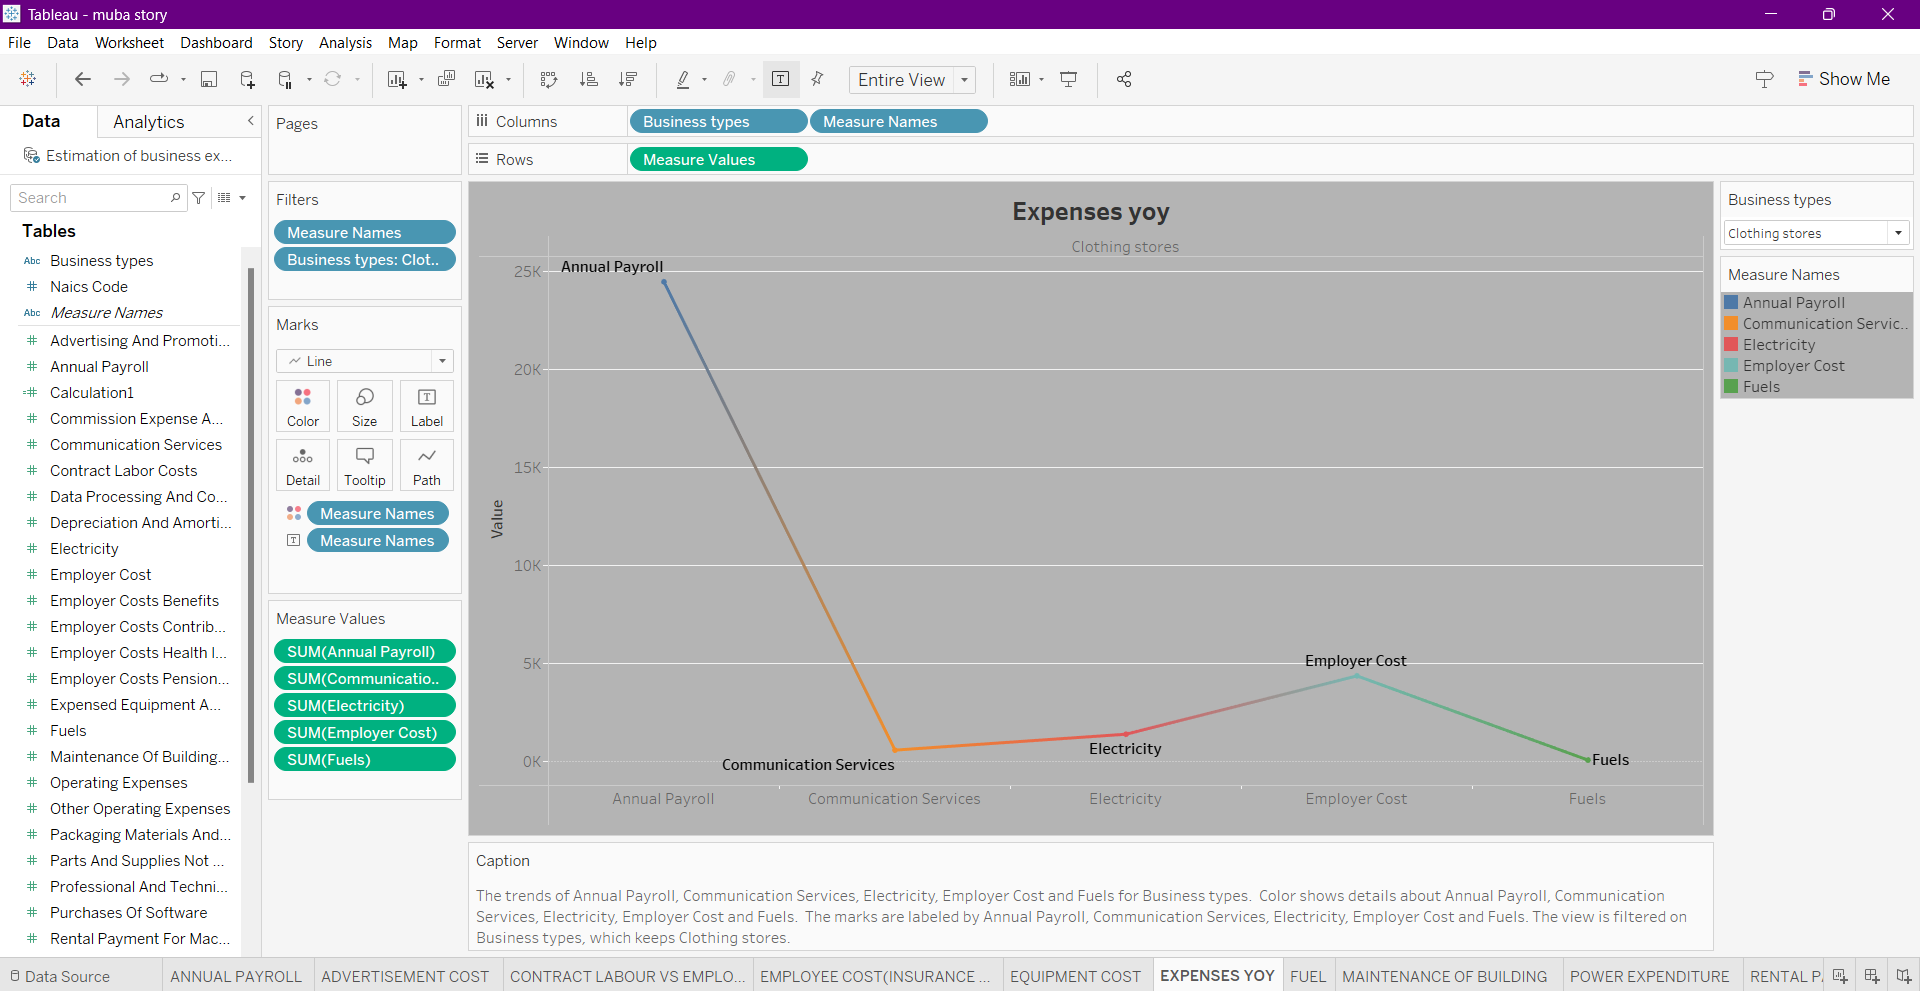 Tableau - muba story
File Data Worksheet Dashboard Story Analysis Map Format Server Window Help
Entire View
Show Me
Data Analytics
Estimation of business ex...
Search
Tables
Abc Business types
# Naics Code
Abc Measure Names
# Advertising And Promoti...
# Annual Payroll
=# Calculation1
# Commission Expense A...
# Communication Services
# Contract Labor Costs
# Data Processing And Co...
# Depreciation And Amorti...
# Electricity
# Employer Cost
# Employer Costs Benefits
# Employer Costs Contrib...
# Employer Costs Health I...
# Employer Costs Pension...
# Expensed Equipment A...
# Fuels
# Maintenance Of Building...
# Operating Expenses
# Other Operating Expenses
# Packaging Materials And...
# Parts And Supplies Not ...
# Professional And Techni...
# Purchases Of Software
# Rental Payment For Mac...
Pages
Filters
Measure Names
Business types: Clot..
Marks
Line
Color Size Label
Detail Tooltip Path
Measure Names
Measure Names
Measure Values
SUM(Annual Payroll)
SUM(Communicatio..
SUM(Electricity)
SUM(Employer Cost)
SUM(Fuels)
Columns Business types Measure Names
Rows Measure Values
Expenses yoy
Clothing stores
Value
25K
20K
15K
10K
5K
0K
Annual Payroll
Communication Services
Electricity
Employer Cost
Fuels
Annual Payroll Communication Services Electricity Employer Cost Fuels
Business types
Clothing stores
Measure Names
Annual Payroll
Communication Servic..
Electricity
Employer Cost
Fuels
Caption
The trends of Annual Payroll, Communication Services, Electricity, Employer Cost and Fuels for Business types. Color shows details about Annual Payroll, Communication
Services, Electricity, Employer Cost and Fuels. The marks are labeled by Annual Payroll, Communication Services, Electricity, Employer Cost and Fuels. The view is filtered on
Business types, which keeps Clothing stores.
Data Source ANNUAL PAYROLL ADVERTISEMENT COST CONTRACT LABOUR VS EMPLO... EMPLOYEE COST(INSURANCE ... EQUIPMENT COST EXPENSES YOY FUEL MAINTENANCE OF BUILDING POWER EXPENDITURE RENTAL P